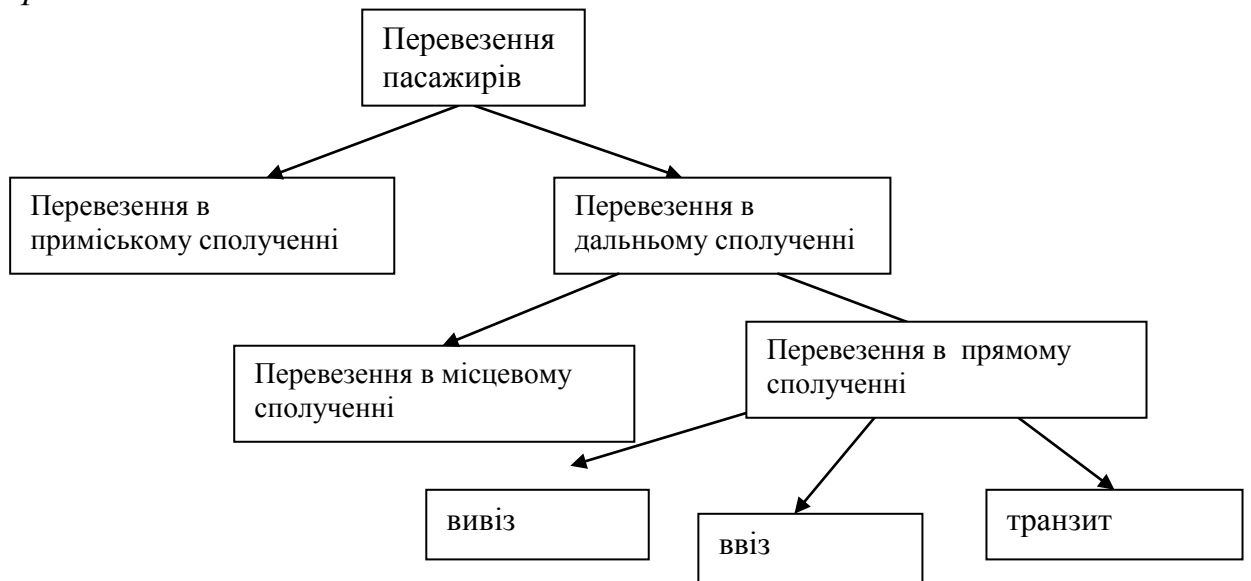 Перевезення
пасажирів
Перевезення в
приміському сполученні
Перевезення в
дальньому сполученні
Перевезення в місцевому
сполученні
Перевезення в прямому
сполученні
вивіз
ввіз
транзит